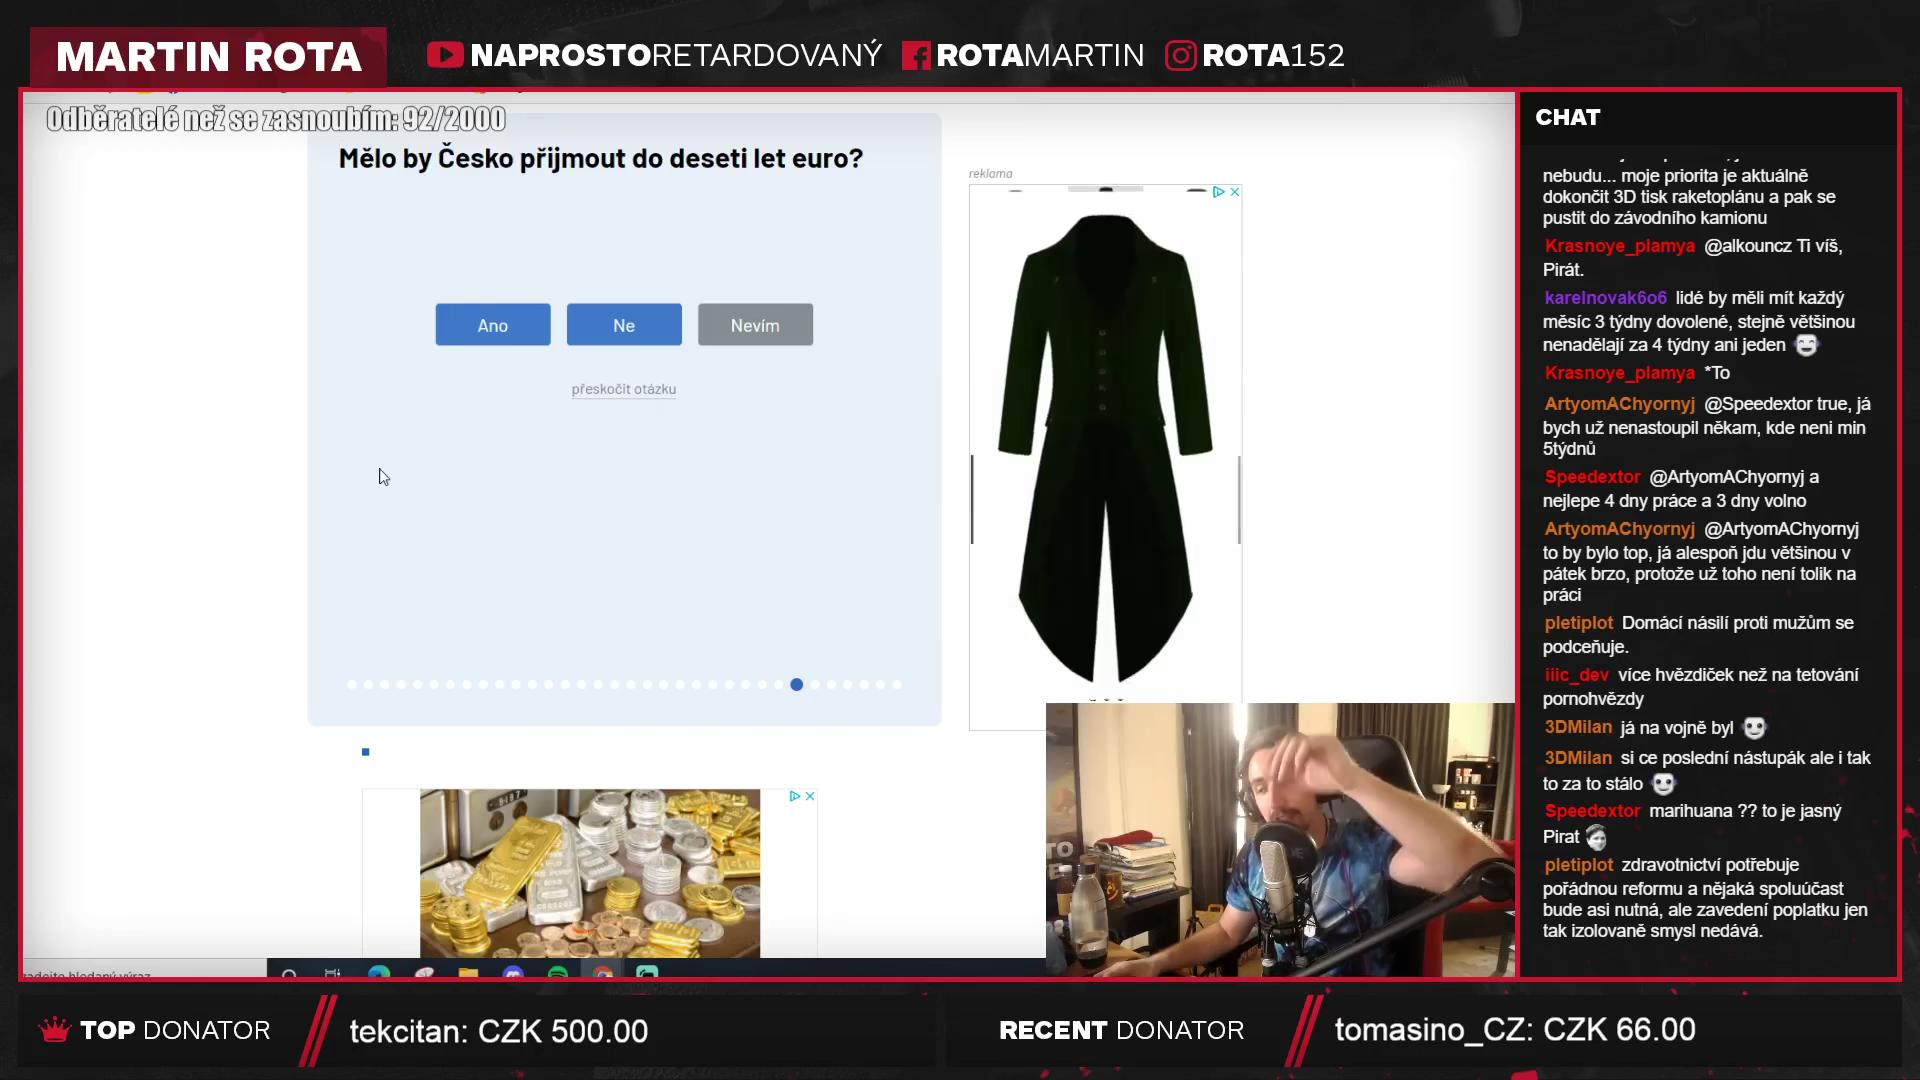 MARTIN ROTA
NAPROSTORETARDOVANÝ
ROTAMARTIN
ROTA152
Odběratelé než se zasnoubím: 92/2000
Mělo by Česko přijmout do deseti let euro?
Ano
Ne
Nevím
přeskočit otázku
reklama
CHAT
nebudu... moje priorita je aktuálně
dokončit 3D tisk raketoplánu a pak se
pustit do závodního kamionu
Krasnoye_plamya @alkouncz Ti víš,
Pirát.
karelnovak6o6 lidé by měli mít každý
měsíc 3 týdny dovolené, stejně většinou
nenadělají za 4 týdny ani jeden
Krasnoye_plamya *To
ArtyomAChyornyj @Speedextor true, já
bych už nenastoupil někam, kde neni min
5týdnů
Speedextor @ArtyomAChyornyj a
nejlepe 4 dny práce a 3 dny volno
ArtyomAChyornyj @ArtyomAChyornyj
to by bylo top, já alespoň jdu většinou v
pátek brzo, protože už toho není tolik na
práci
pletiplot Domácí násilí proti mužům se
podceňuje.
iiic_dev více hvězdiček než na tetování
pornohvězdy
3DMilan já na vojně byl
3DMilan si ce poslední nástupák ale i tak
to za to stálo
Speedextor marihuana ?? to je jasný
Pirat
pletiplot zdravotnictví potřebuje
pořádnou reformu a nějaká spoluúčast
bude asi nutná, ale zavedení poplatku jen
tak izolovaně smysl nedává.
TOP DONATOR
tekcitan: CZK 500.00
RECENT DONATOR
tomasino_CZ: CZK 66.00